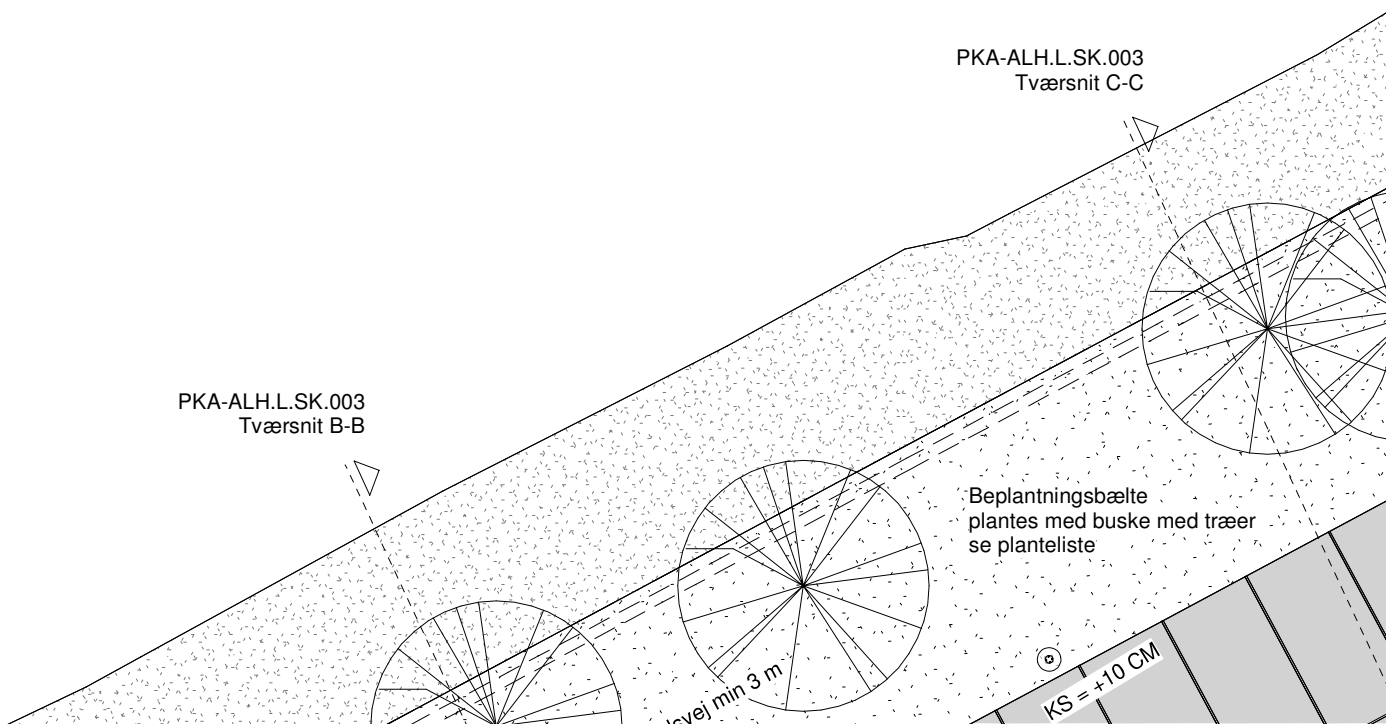 PKA-ALH.L.SK.003
Tværsnit C-C
PKA-ALH.L.SK.003
Tværsnit B-B
Beplantningsbælte
plantes med buske med træer
se planteliste
min 3 m
KS = +10 CM